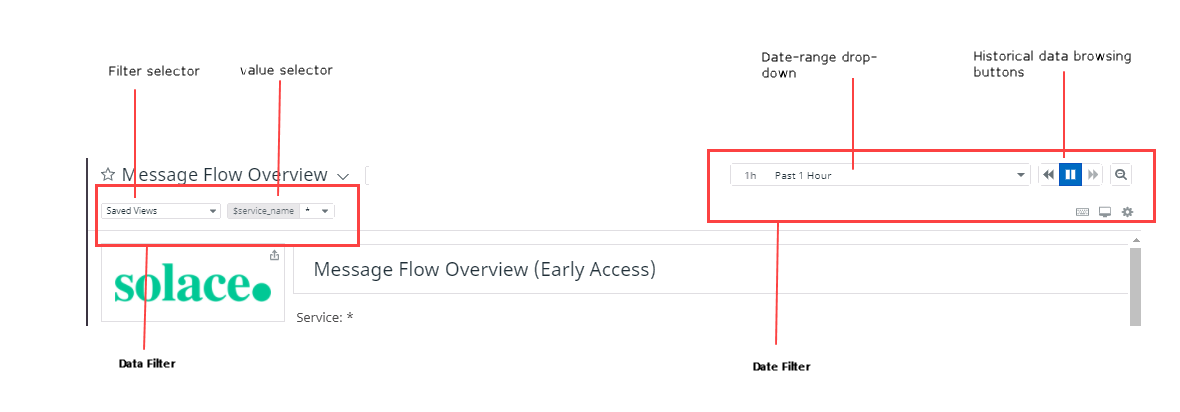 Filter selector
value selector
Date-range drop-
down
Historical data browsing
buttons
Message Flow Overview
1h Past 1 Hour
Saved Views
$service_name *
solace.
Message Flow Overview (Early Access)
Service: *
Data Filter
Date Filter